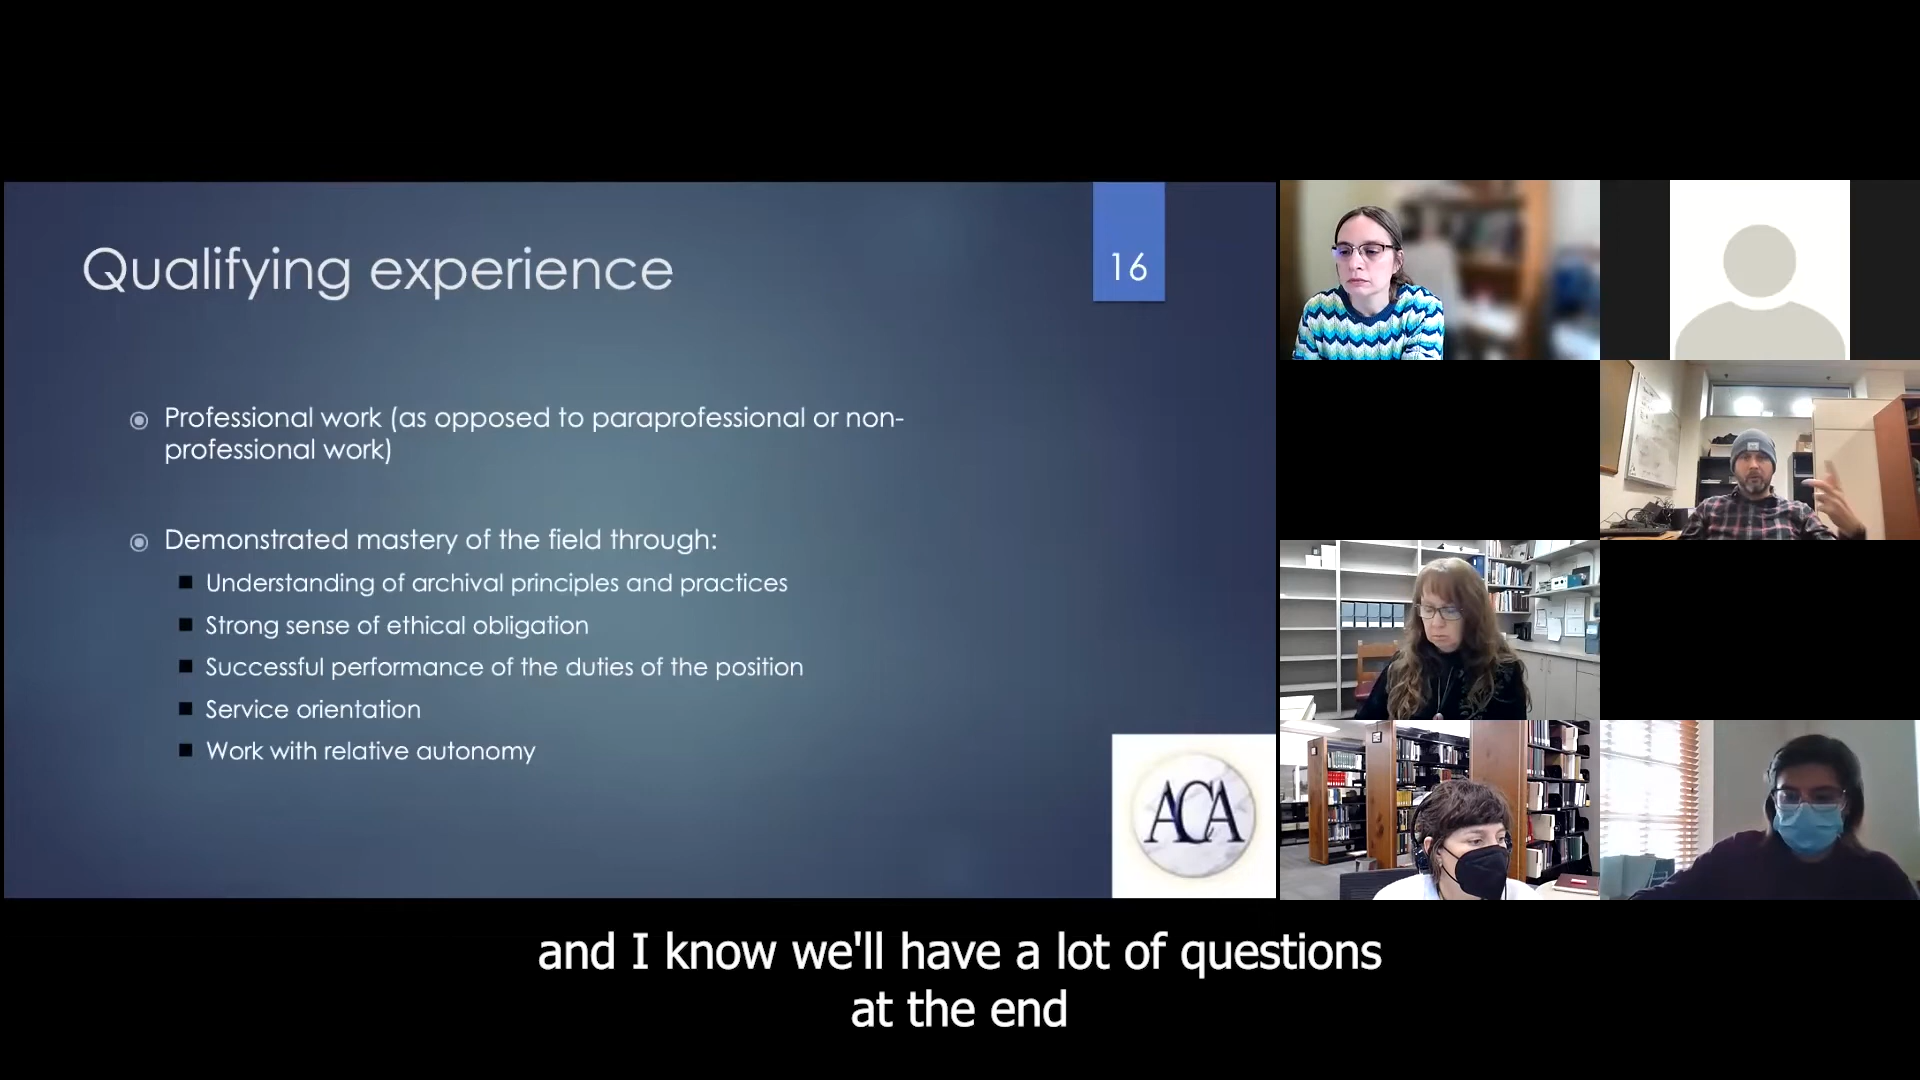 Qualifying experience
16
Professional work (as opposed to paraprofessional or non-
professional work)
Demonstrated mastery of the field through:
Understanding of archival principles and practices
Strong sense of ethical obligation
Successful performance of the duties of the position
Service orientation
Work with relative autonomy
ACA
and I know we'll have a lot of questions
at the end